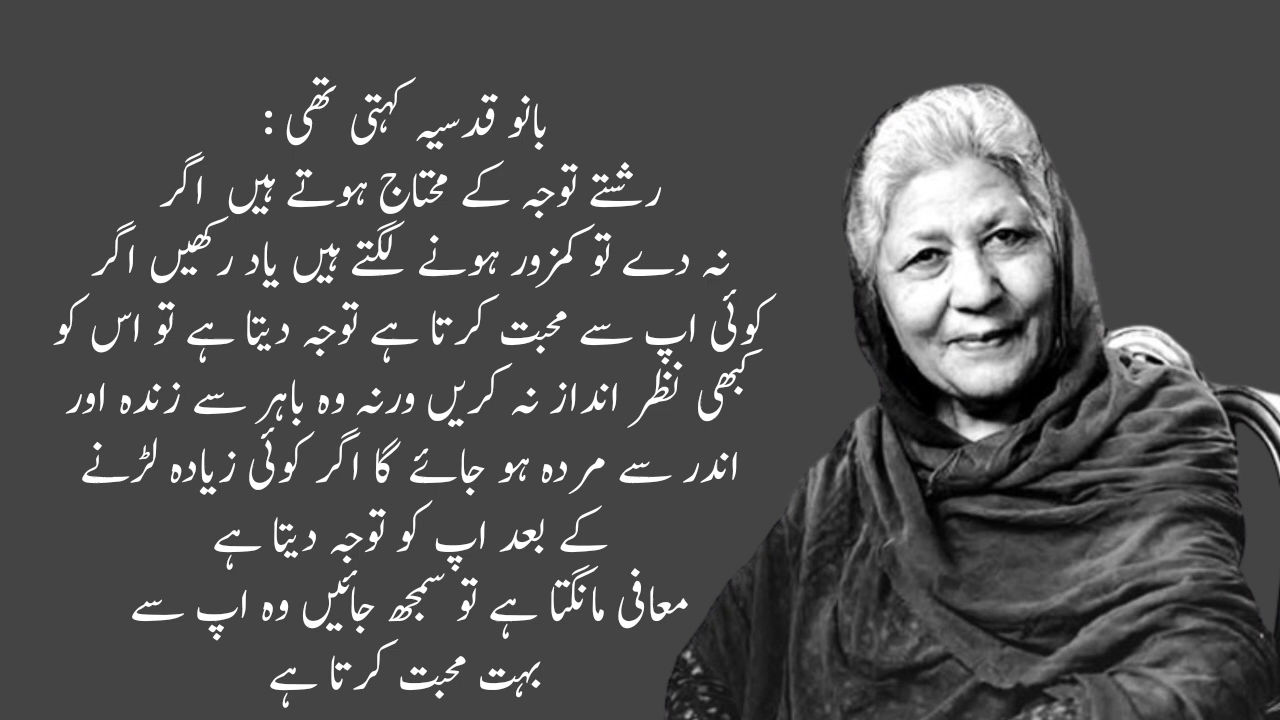 بانو قدسیہ کہتی تھی :
رشتے توجہ کے محتاج ہوتے ہیں اگر
نہ دے تو کمزور ہونے لگتے ہیں یاد رکھیں اگر
کوئی اپ سے محبت کرتا ہے توجہ دیتا ہے تو اس کو
کبھی نظر انداز نہ کریں ورنہ وہ باہر سے زندہ اور
اندر سے مردہ ہو جائے گا اگر کوئی زیادہ لڑنے
کے بعد اپ کو توجہ دیتا ہے
معافی مانگتا ہے تو سمجھ جائیں وہ اپ سے
بہت محبت کرتا ہے